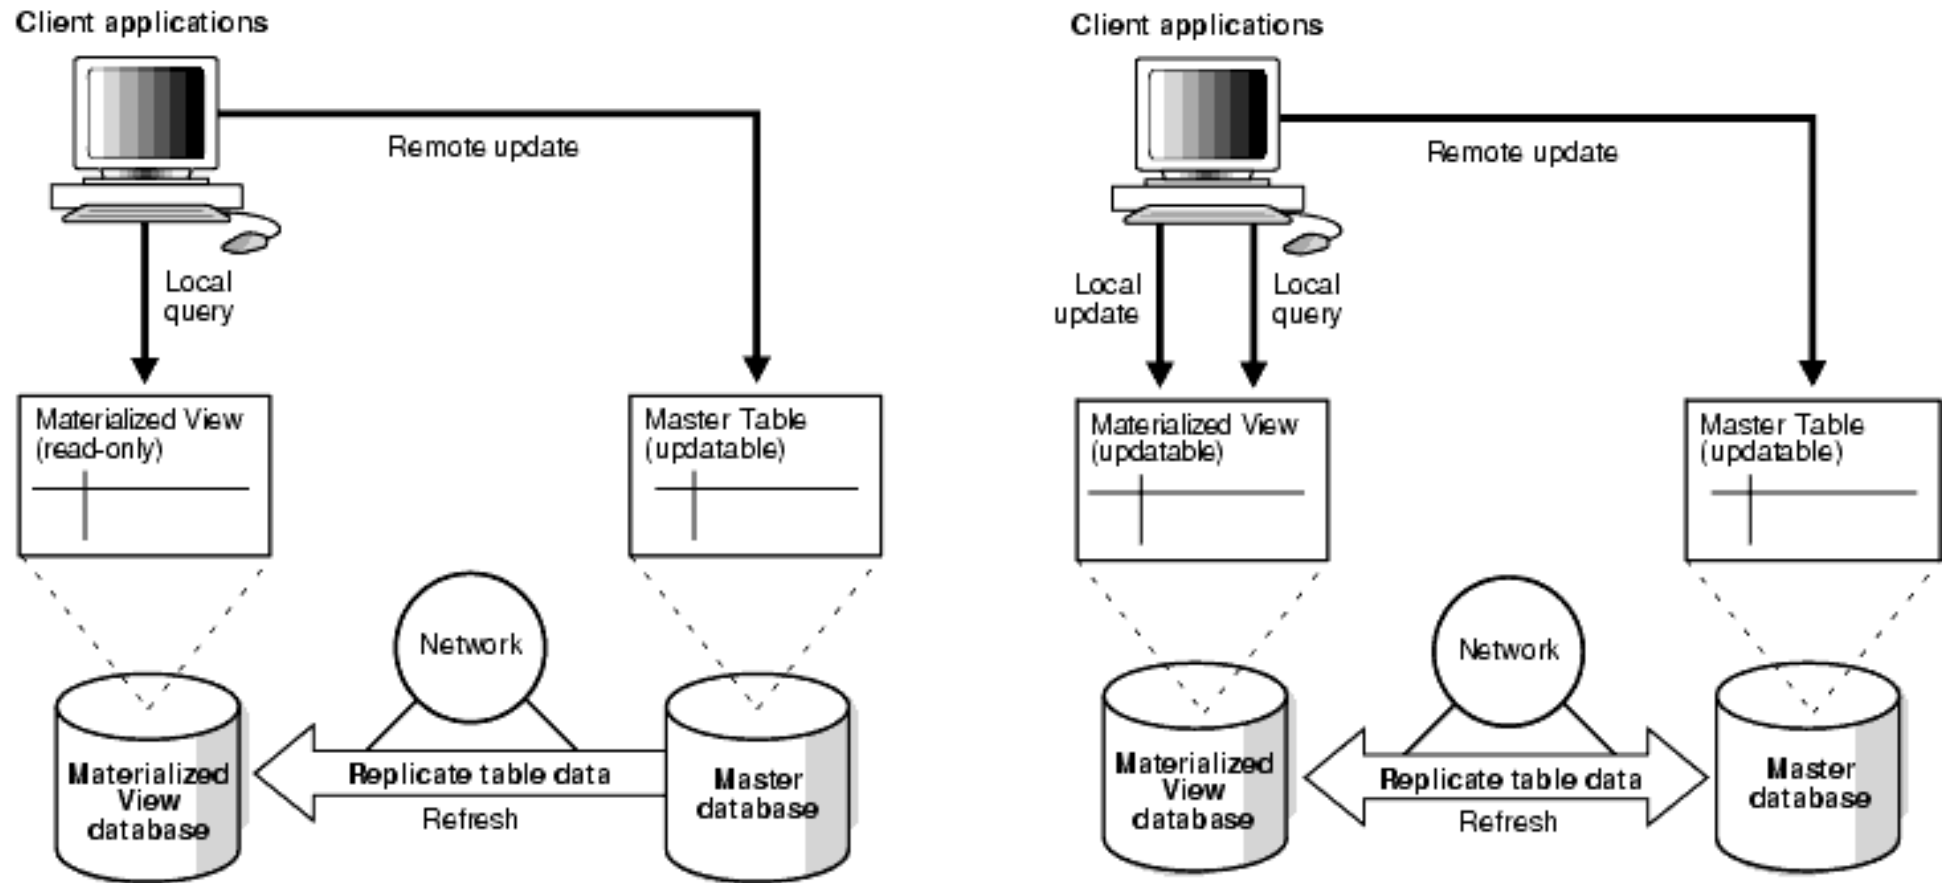 Client applications
Remote update
Local
query
Materialized View
(read-only)
Master Table
(updatable)
Network
Materialized
View
database
Replicate table data
Refresh
Master
database
Client applications
Remote update
Local
update
Local
query
Materialized View
(updatable)
Master Table
(updatable)
Network
Materialized
View
database
Replicate table data
Refresh
Master
database